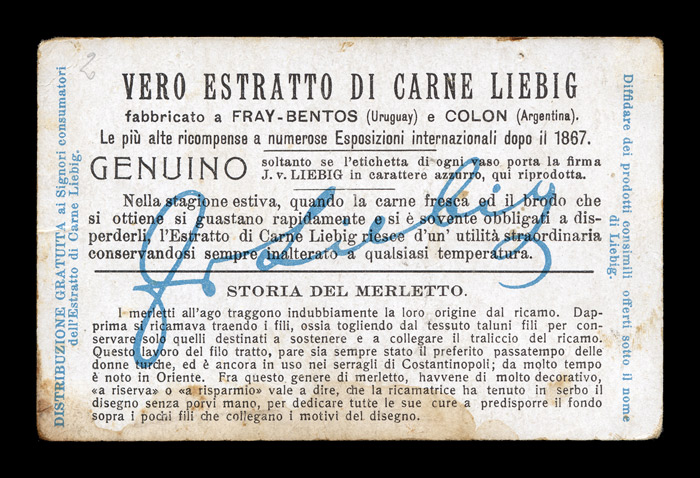 2
VERO ESTRATTO DI CARNE LIEBIG
fabbricato a FRAY-BENTOS (Uruguay) e COLON (Argentina).
Le più alte ricompense a numerose Esposizioni internazionali dopo il 1867.
GENUINO soltanto se l'etichetta di ogni vaso porta la firma
J. v. LIEBIG in carattere azzurro, qui riprodotta.
Nella stagione estiva, quando la carne fresca ed il brodo che
si ottiene si guastano rapidamente e si è sovente obbligati a dis-
perderli l'Estratto di Carne Liebig riesce d'un' utilità straordinaria
conservandosi sempre inalterato a qualsiasi temperatura.
J v Liebig
STORIA DEL MERLETTO.
I merletti all'ago traggono indubbiamente la loro origine dal ricamo. Dap-
prima si chiamava traendo i fili, ossia togliendo dal tessuto taluni fili per con-
servare solo quelli destinati a sostenere e a collegare il traliccio del ricamo.
Questo lavoro del filo tratto, pare sia sempre stato il preferito passatempo delle
donne turche, ed è ancora in uso nei serragli di Costantinopoli; da molto tempo
è noto in Oriente. Fra questo genere di merletto, havvene di molto decorativo,
«a riserva» o «a risparmio» vale a dire, che la ricamatrice ha tenuto in serbo il
disegno senza porvi mano, per dedicare tutte le sue cure a predisporre il fondo
sopra i pochi fili che collegano i motivi del disegno.
DISTRIBUZIONE GRATUITA ai Signori consumatori
dell'Estratto di Carne Liebig.
Diffidare dei prodotti consimili offerti sotto il nome
di Liebig.